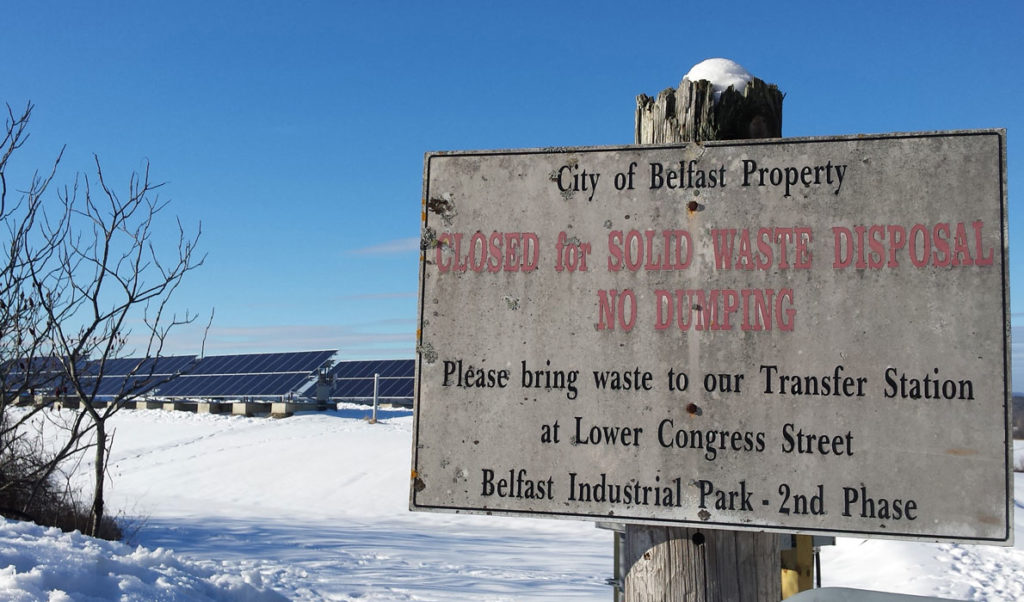 City of Belfast Property
CLOSED for SOLID WASTE DISPOSAL
NO DUMPING
Please bring waste to our Transfer Station
at Lower Congress Street
Belfast Industrial Park - 2nd Phase